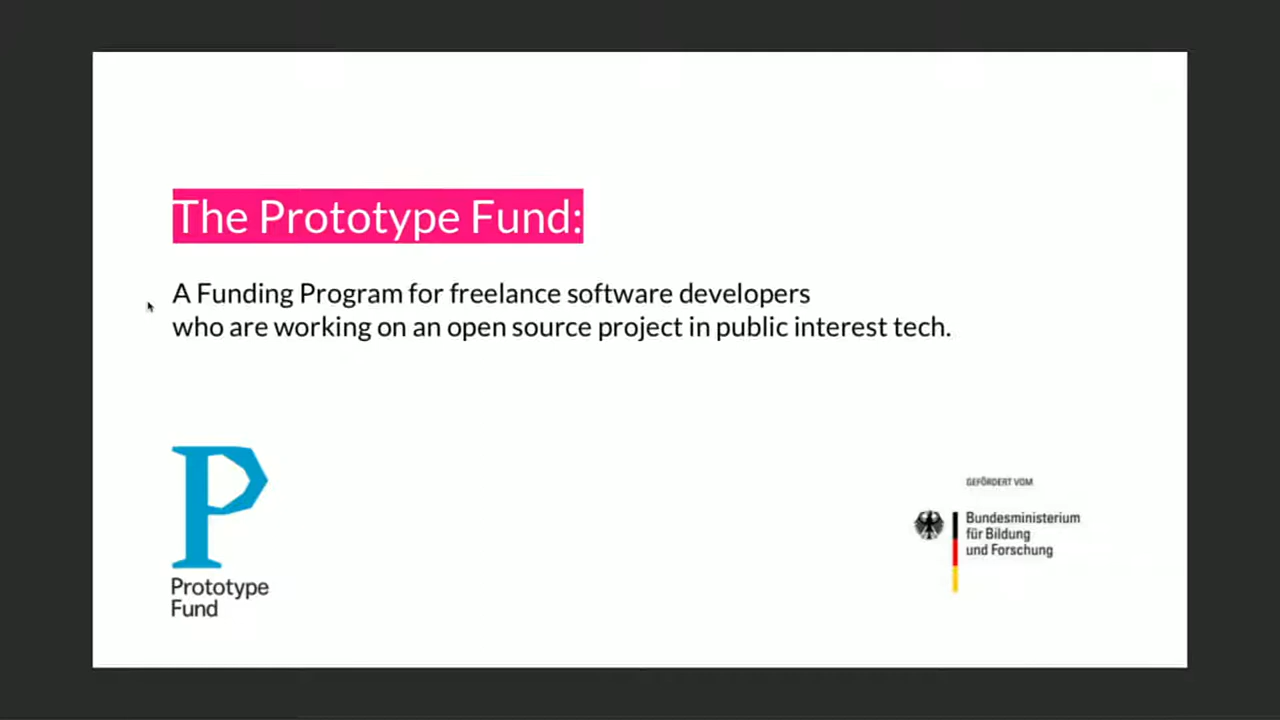 The Prototype Fund:
A Funding Program for freelance software developers
who are working on an open source project in public interest tech.
Prototype
Fund
GEFÖRDERT VOM
Bundesministerium
für Bildung
und Forschung